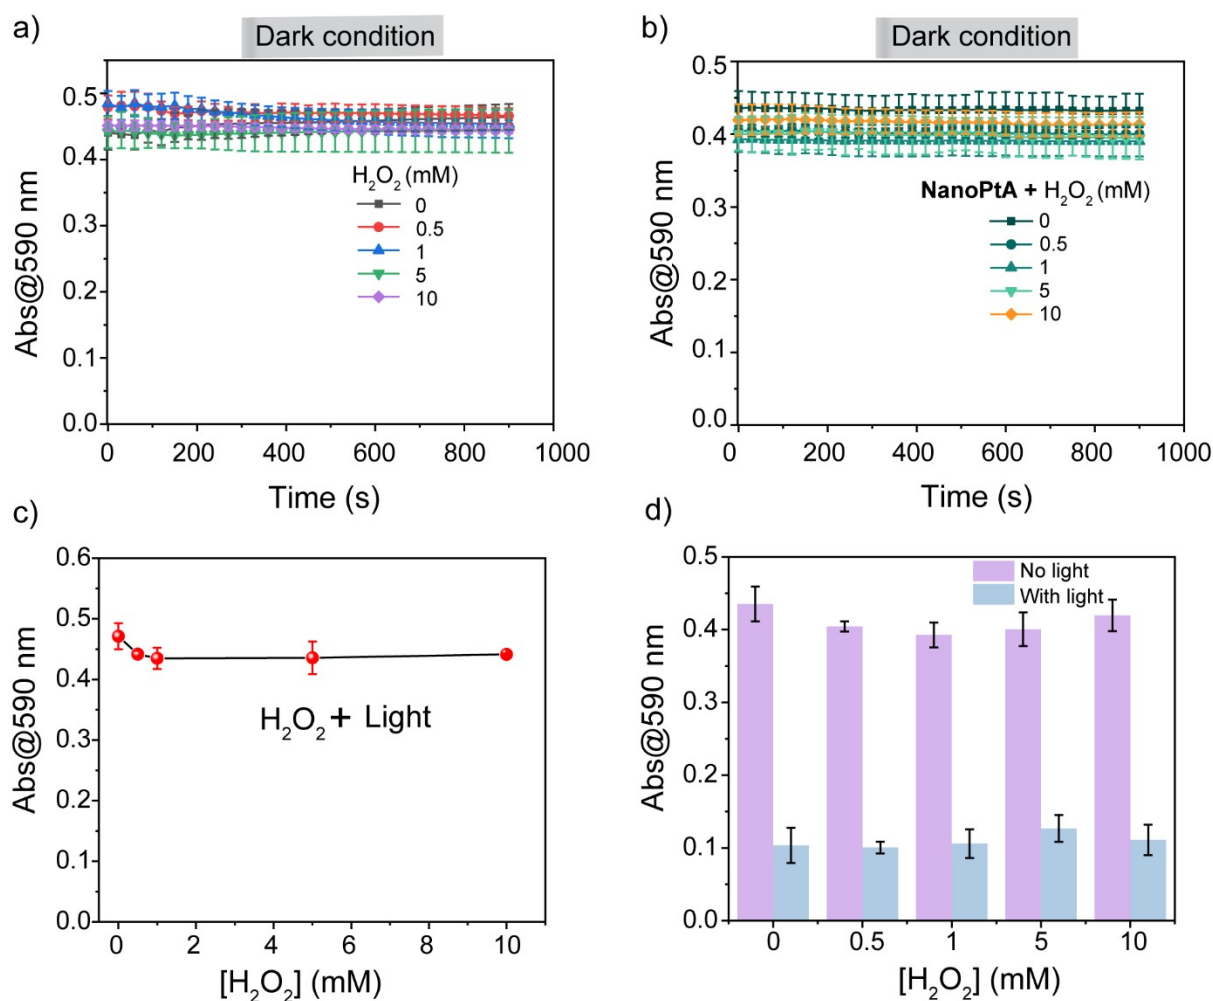 a)
Dark condition
Abs@590 nm
0.5
0.4
0.3
0.2
0.1
0.0
H₂O₂ (mM)
0
0.5
1
5
10
0 200 400 600 800 1000
Time (s)
b)
Dark condition
Abs@590 nm
0.5
0.4
0.3
0.2
0.1
0.0
NanoPtA + H₂O₂ (mM)
0
0.5
1
5
10
0 200 400 600 800 1000
Time (s)
c)
Abs@590 nm
0.6
0.5
0.4
0.3
0.2
0.1
0.0
H₂O₂ + Light
0 2 4 6 8 10
[H₂O₂] (mM)
d)
Abs@590 nm
0.5
0.4
0.3
0.2
0.1
0.0
No light
With light
0 0.5 1 5 10
[H₂O₂] (mM)